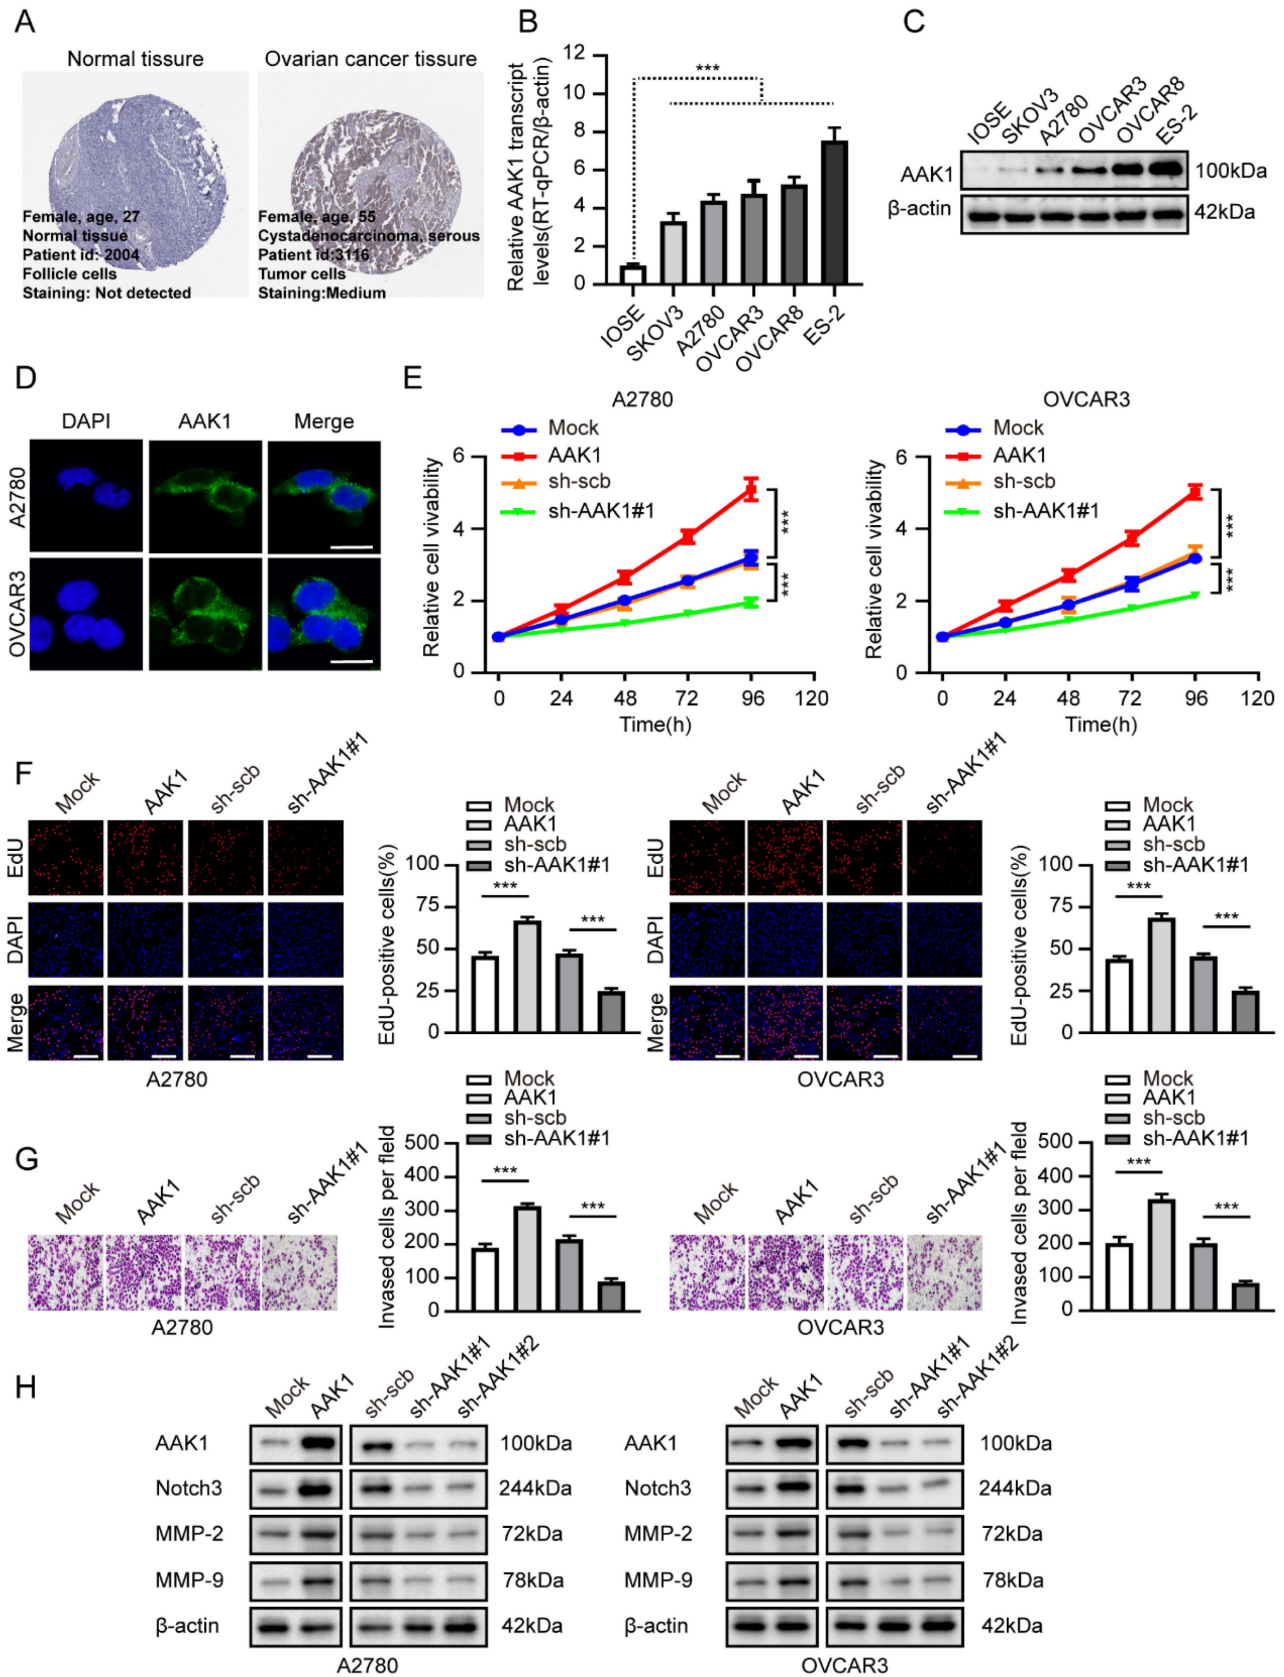 A
Normal tissue
Ovarian cancer tissue
Female, age, 27
Normal tissue
Patient id: 2004
Follicle cells
Staining: Not detected
Female, age, 55
Cystadenocarcinoma, serous
Patient id:3116
Tumor cells
Staining:Medium
B
Relative AAK1 transcript
levels(RT-qPCR/β-actin)
12
10
8
6
4
2
0
***
IOSE
SKOV3
A2780
OVCAR3
OVCAR8
ES-2
C
IOSE
SKOV3
A2780
OVCAR3
OVCAR8
ES-2
AAK1
100kDa
β-actin
42kDa
D
DAPI
AAK1
Merge
A2780
OVCAR3
E
A2780
Mock
AAK1
sh-scb
sh-AAK1#1
Relative cell vivability
6
4
2
0
***
***
0 24 48 72 96 120
Time(h)
OVCAR3
Mock
AAK1
sh-scb
sh-AAK1#1
Relative cell vivability
6
4
2
0
***
***
0 24 48 72 96 120
Time(h)
F
Mock
AAK1
sh-scb
sh-AAK1#1
EdU
DAPI
Merge
A2780
Mock
AAK1
sh-scb
sh-AAK1#1
EdU-positive cells(%)
100
75
50
25
0
***
***
Mock
AAK1
sh-scb
sh-AAK1#1
EdU
DAPI
Merge
OVCAR3
Mock
AAK1
sh-scb
sh-AAK1#1
EdU-positive cells(%)
100
75
50
25
0
***
***
G
Mock
AAK1
sh-scb
sh-AAK1#1
A2780
Mock
AAK1
sh-scb
sh-AAK1#1
Invased cells per fleld
500
400
300
200
100
0
***
***
Mock
AAK1
sh-scb
sh-AAK1#1
OVCAR3
Mock
AAK1
sh-scb
sh-AAK1#1
Invased cells per fleld
500
400
300
200
100
0
***
***
H
Mock
AAK1
sh-scb
sh-AAK1#1
sh-AAK1#2
AAK1
100kDa
Notch3
244kDa
MMP-2
72kDa
MMP-9
78kDa
β-actin
42kDa
A2780
Mock
AAK1
sh-scb
sh-AAK1#1
sh-AAK1#2
AAK1
100kDa
Notch3
244kDa
MMP-2
72kDa
MMP-9
78kDa
β-actin
42kDa
OVCAR3